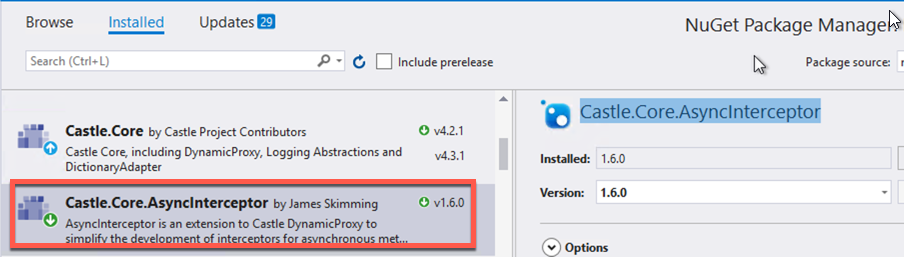 Browse Installed Updates 29
NuGet Package Manager
Search (Ctrl+L) Include prerelease
Package source:
Castle.Core by Castle Project Contributors v4.2.1
Castle Core, including DynamicProxy, Logging Abstractions and v4.3.1
DictionaryAdapter
Castle.Core.AsyncInterceptor by James Skimming v1.6.0
AsyncInterceptor is an extension to Castle DynamicProxy to
simplify the development of interceptors for asynchronous met...
Castle.Core.AsyncInterceptor
Installed: 1.6.0
Version: 1.6.0
Options